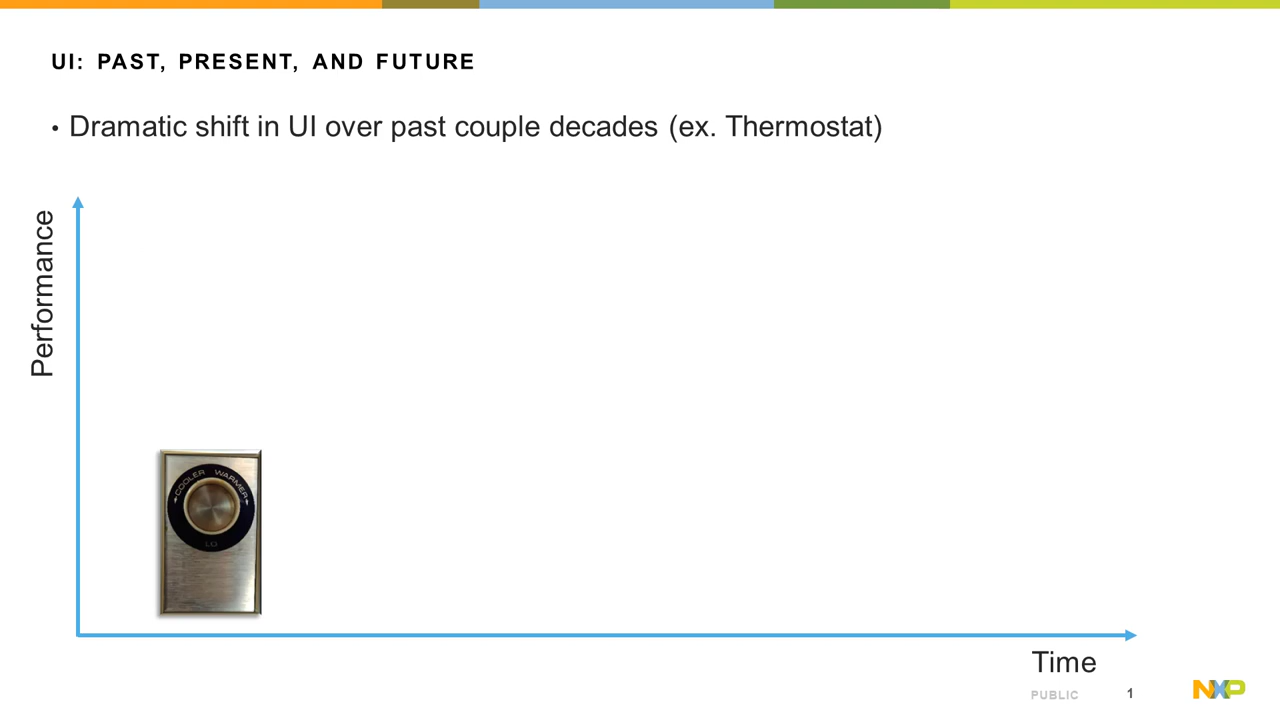 UI: PAST, PRESENT, AND FUTURE
• Dramatic shift in UI over past couple decades (ex. Thermostat)
Performance
COOLER WARMER
LO
Time
PUBLIC 1
NXP